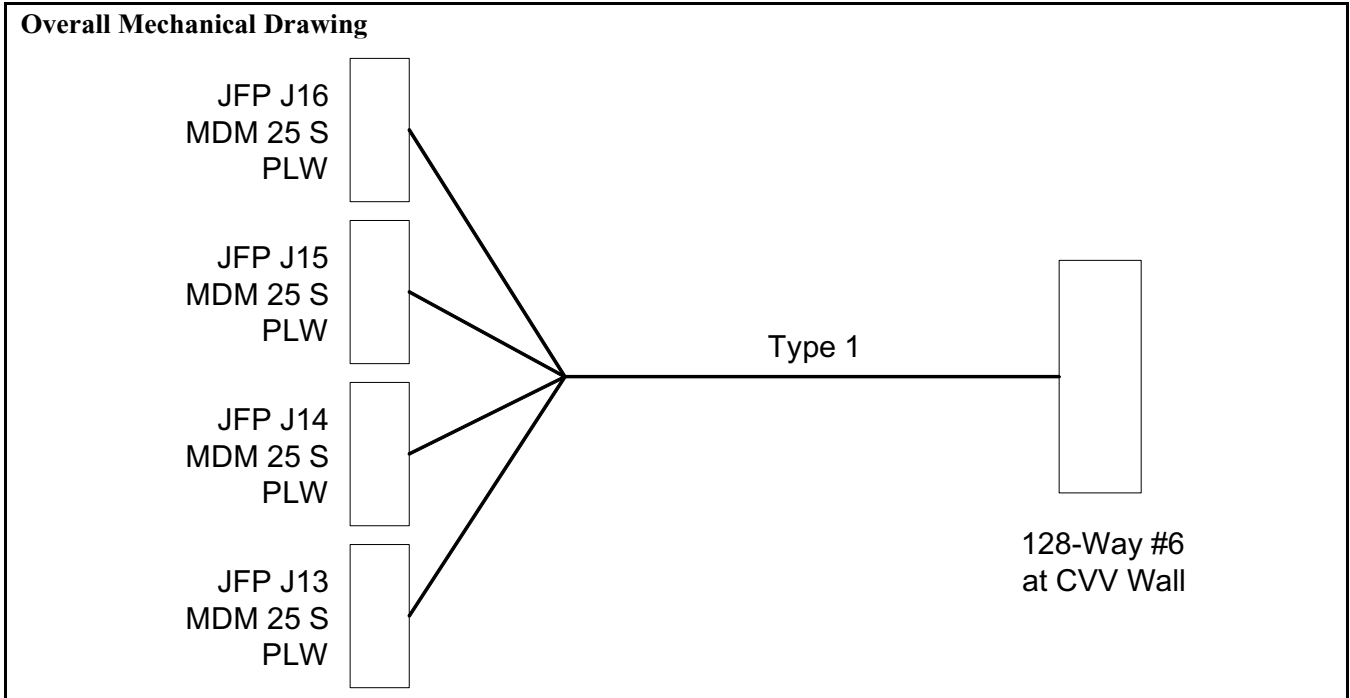 Overall Mechanical Drawing
JFP J16
MDM 25 S
PLW
JFP J15
MDM 25 S
PLW
JFP J14
MDM 25 S
PLW
JFP J13
MDM 25 S
PLW
Type 1
128-Way #6
at CVV Wall